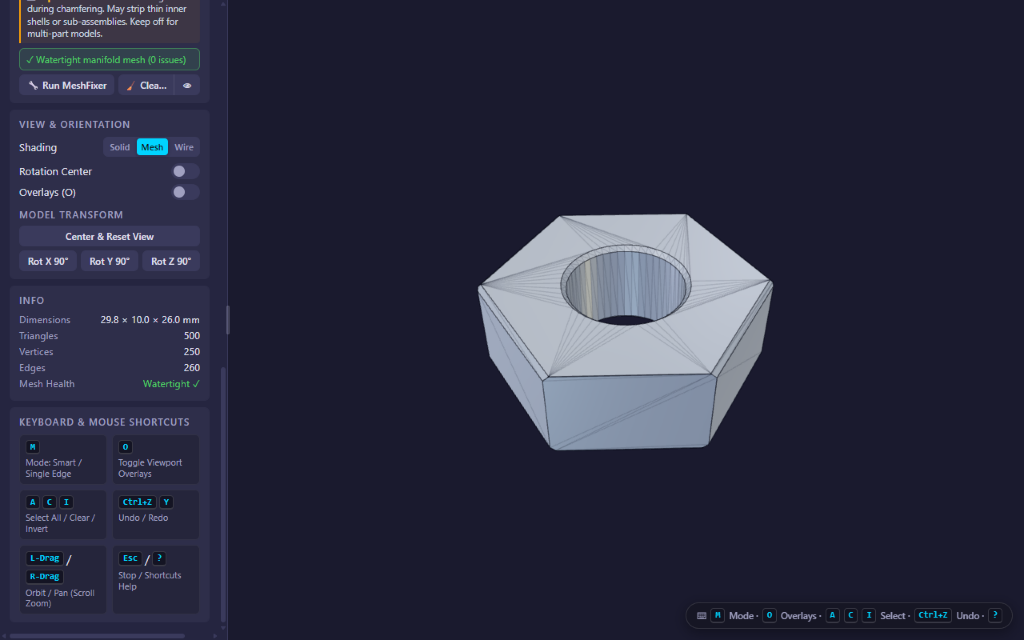 during chamfering. May strip thin inner
shells or sub-assemblies. Keep off for
multi-part models.
✓ Watertight manifold mesh (0 issues)
Run MeshFixer
Clea...
VIEW & ORIENTATION
Shading
Solid
Mesh
Wire
Rotation Center
Overlays (O)
MODEL TRANSFORM
Center & Reset View
Rot X 90°
Rot Y 90°
Rot Z 90°
INFO
Dimensions 29.8 × 10.0 × 26.0 mm
Triangles 500
Vertices 250
Edges 260
Mesh Health Watertight ✓
KEYBOARD & MOUSE SHORTCUTS
M
Mode: Smart /
Single Edge
O
Toggle Viewport
Overlays
A C I
Select All / Clear /
Invert
Ctrl+Z Y
Undo / Redo
L-Drag /
R-Drag
Orbit / Pan (Scroll
Zoom)
Esc / ?
Stop / Shortcuts
Help
M Mode · O Overlays · A C I Select · Ctrl+Z Undo · ?